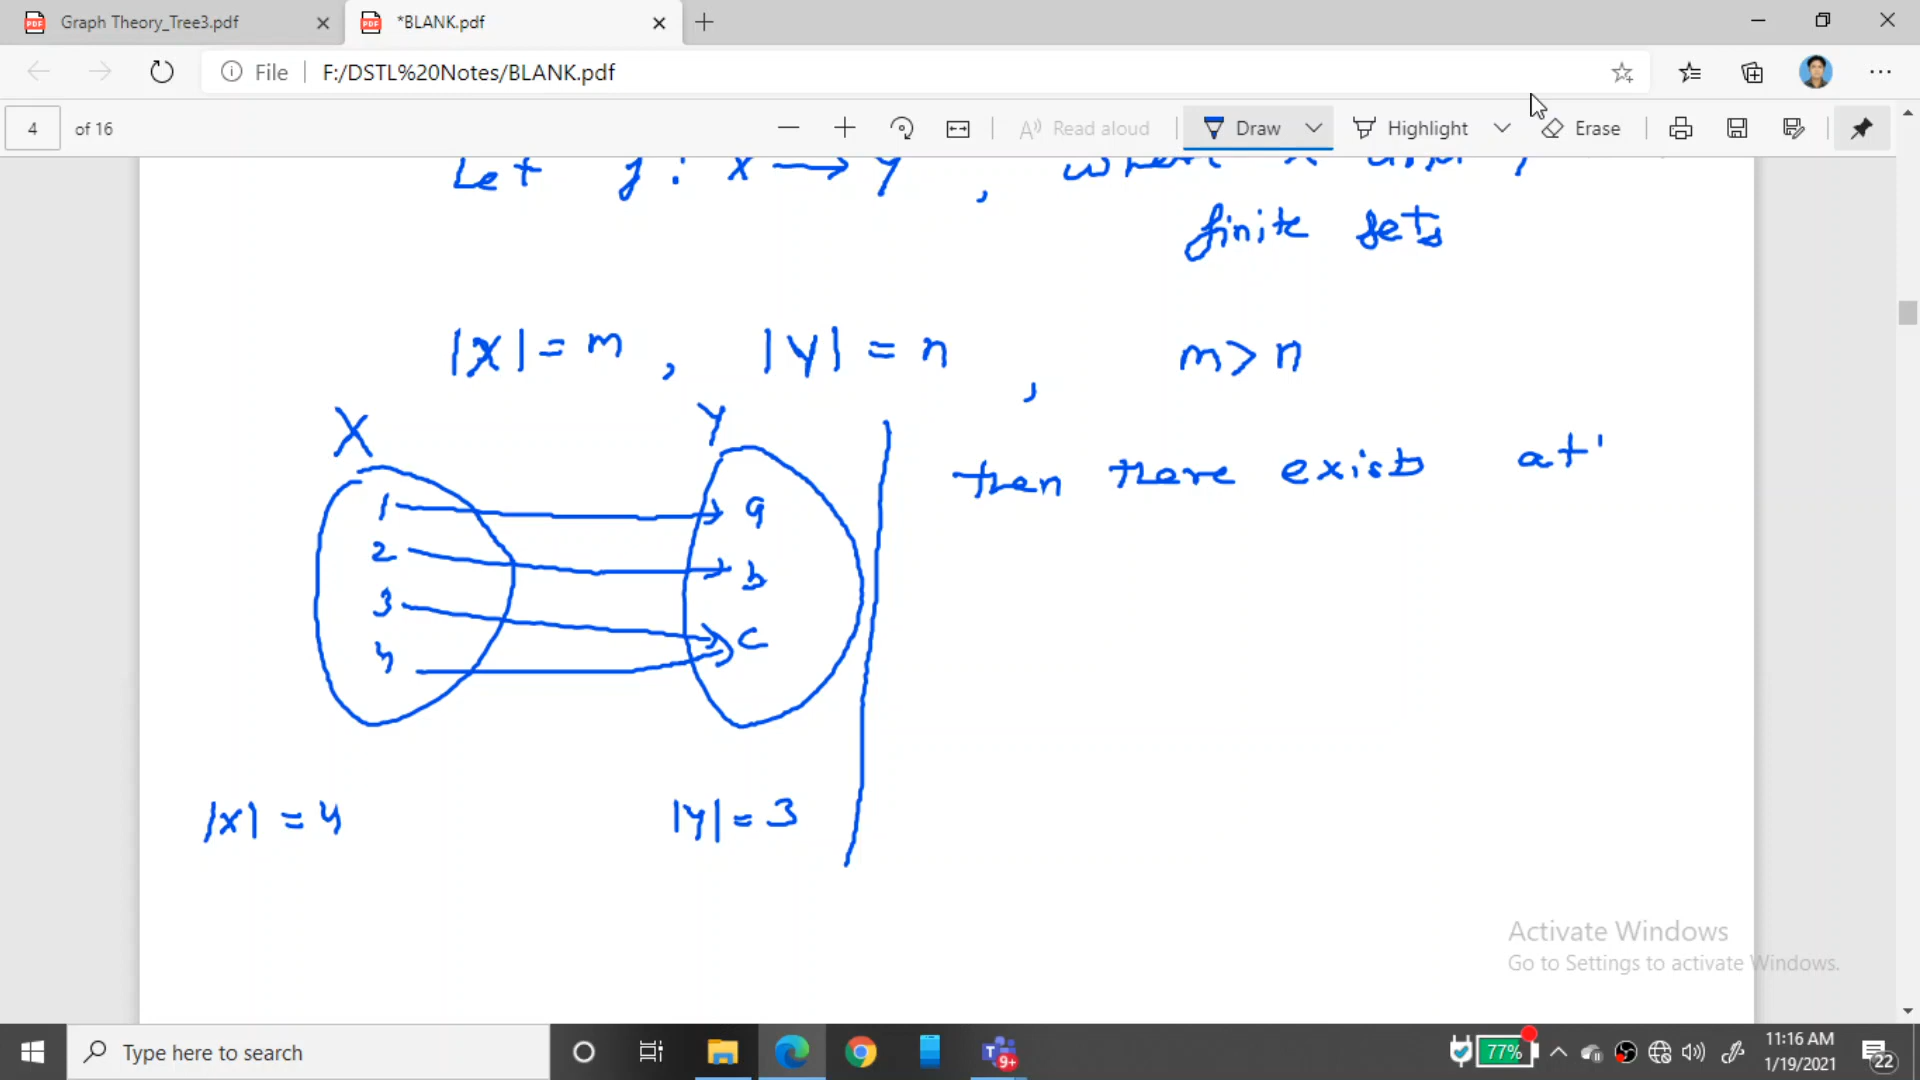 Graph Theory_Tree3.pdf
*BLANK.pdf
File
F:/DSTL%20Notes/BLANK.pdf
4 of 16
Read aloud
Draw
Highlight
Erase
Let f : X → Y ,
finite sets
|X| = m , |Y| = n , m > n
X Y
then there exists
1 a
2 b
3 c
4
|X| = 4 |Y| = 3
Activate Windows
Go to Settings to activate Windows.
Type here to search
9+
77%
11:16 AM
1/19/2021
22